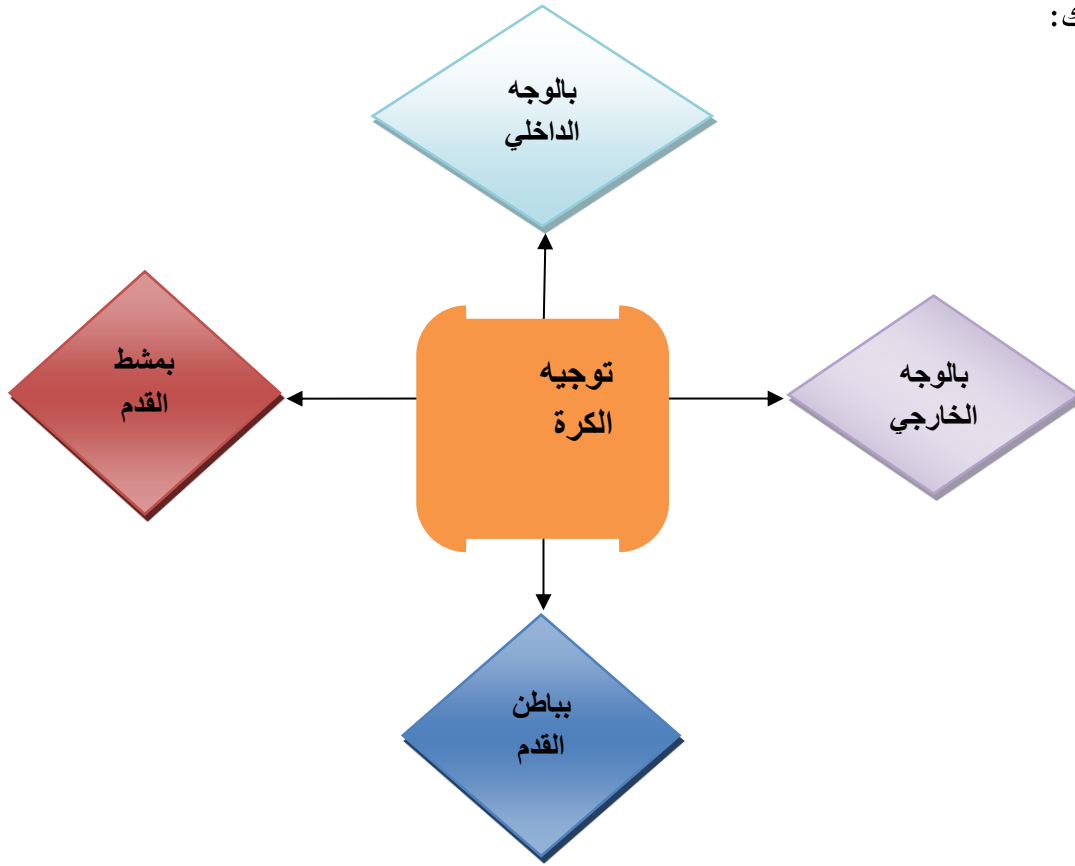 ك:
بالوجه
الداخلي
بالوجه
الخارجي
توجيه
الكرة
بمشط
القدم
بباطن
القدم